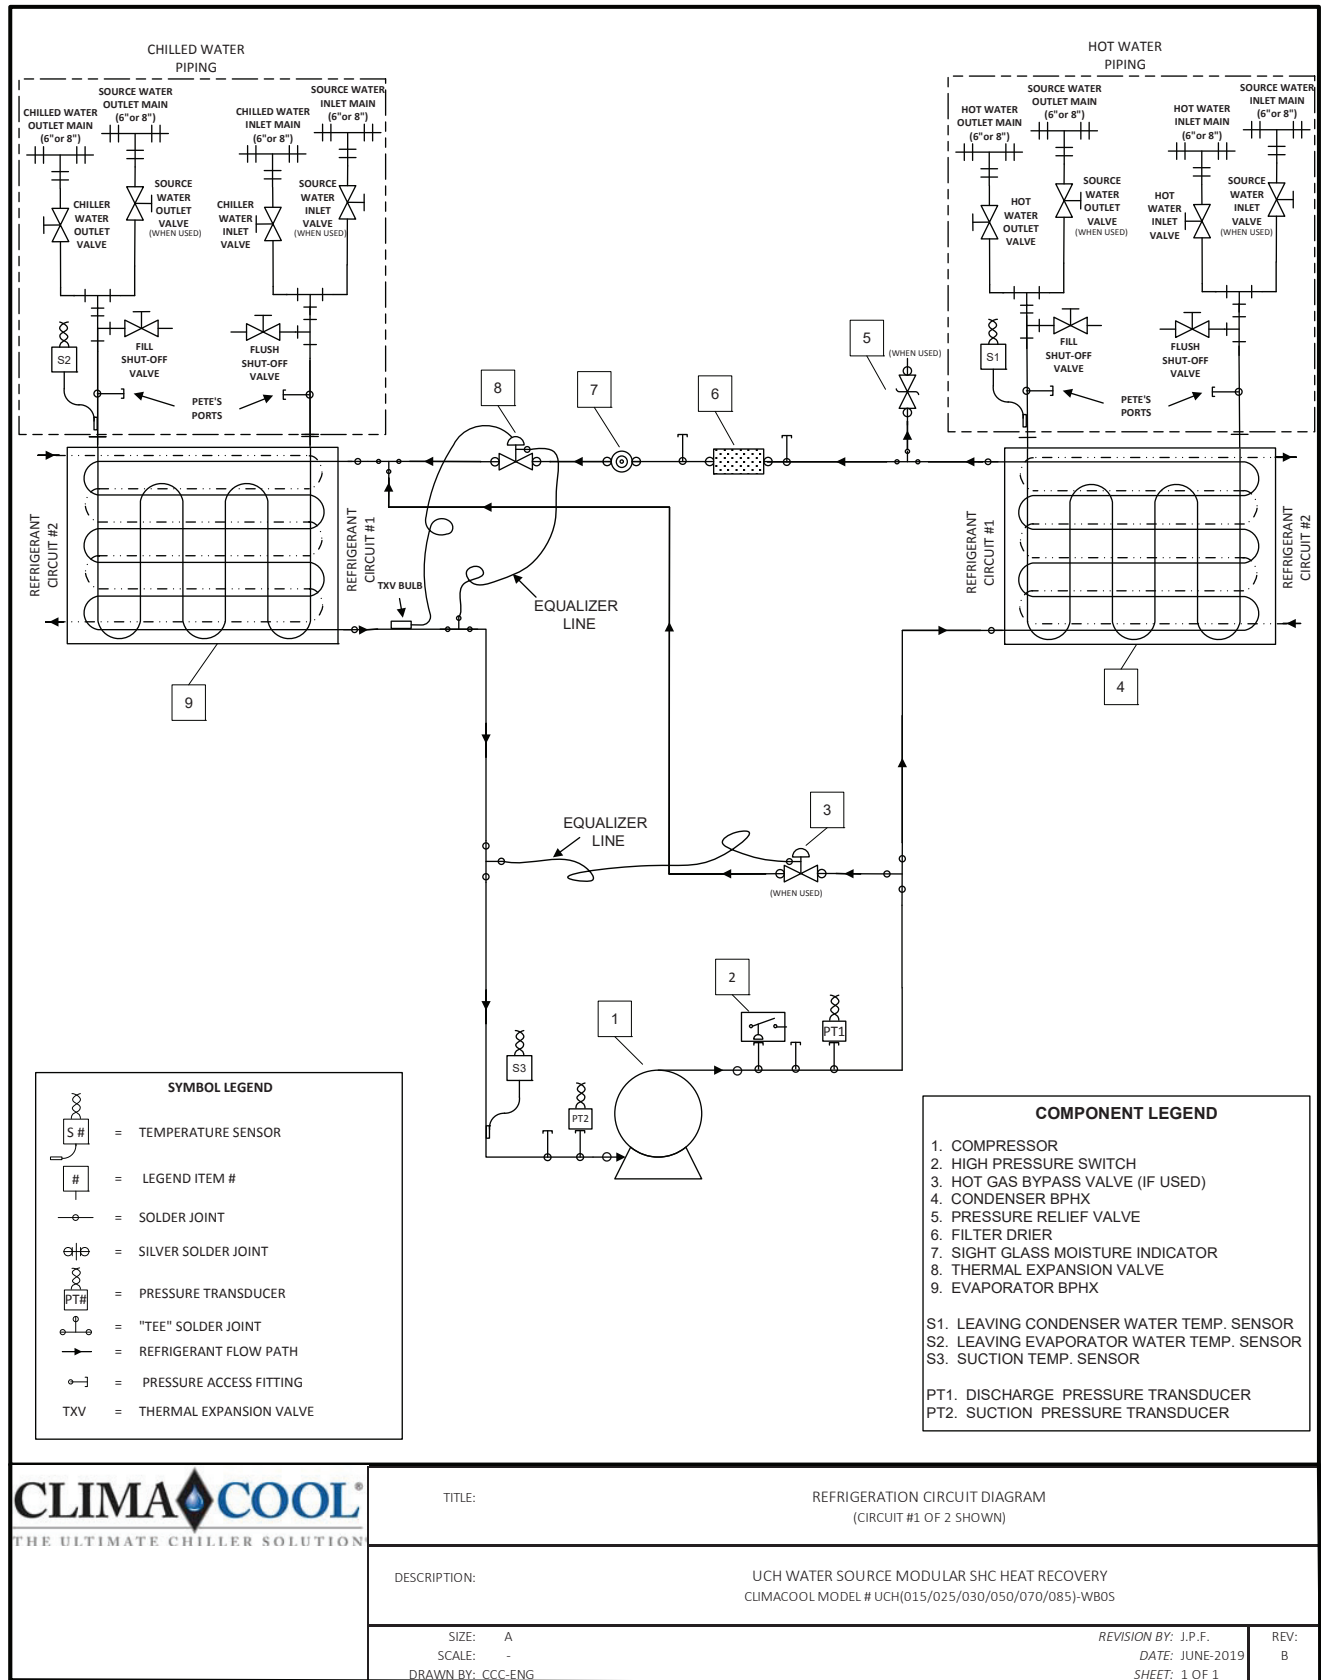 CHILLED WATER
PIPING
CHILLED WATER
OUTLET MAIN
(6"or 8")
SOURCE WATER
OUTLET MAIN
(6"or 8")
CHILLED WATER
INLET MAIN
(6"or 8")
SOURCE WATER
INLET MAIN
(6"or 8")
CHILLER
WATER
OUTLET
VALVE
SOURCE
WATER
OUTLET
VALVE
(WHEN USED)
CHILLER
WATER
INLET
VALVE
SOURCE
WATER
INLET
VALVE
(WHEN USED)
S2
FILL
SHUT-OFF
VALVE
FLUSH
SHUT-OFF
VALVE
PETE'S
PORTS
HOT WATER
PIPING
HOT WATER
OUTLET MAIN
(6"or 8")
SOURCE WATER
OUTLET MAIN
(6"or 8")
HOT WATER
INLET MAIN
(6"or 8")
SOURCE WATER
INLET MAIN
(6"or 8")
HOT
WATER
OUTLET
VALVE
SOURCE
WATER
OUTLET
VALVE
(WHEN USED)
HOT
WATER
INLET
VALVE
SOURCE
WATER
INLET
VALVE
(WHEN USED)
S1
FILL
SHUT-OFF
VALVE
FLUSH
SHUT-OFF
VALVE
PETE'S
PORTS
8
7
6
5
(WHEN USED)
REFRIGERANT
CIRCUIT #2
REFRIGERANT
CIRCUIT #1
TXV BULB
EQUALIZER
LINE
REFRIGERANT
CIRCUIT #1
REFRIGERANT
CIRCUIT #2
9
4
EQUALIZER
LINE
3
(WHEN USED)
2
1
PT1
S3
PT2
SYMBOL LEGEND
S # = TEMPERATURE SENSOR
# = LEGEND ITEM #
= SOLDER JOINT
= SILVER SOLDER JOINT
PT# = PRESSURE TRANSDUCER
= "TEE" SOLDER JOINT
= REFRIGERANT FLOW PATH
= PRESSURE ACCESS FITTING
TXV = THERMAL EXPANSION VALVE
COMPONENT LEGEND
1. COMPRESSOR
2. HIGH PRESSURE SWITCH
3. HOT GAS BYPASS VALVE (IF USED)
4. CONDENSER BPHX
5. PRESSURE RELIEF VALVE
6. FILTER DRIER
7. SIGHT GLASS MOISTURE INDICATOR
8. THERMAL EXPANSION VALVE
9. EVAPORATOR BPHX
S1. LEAVING CONDENSER WATER TEMP. SENSOR
S2. LEAVING EVAPORATOR WATER TEMP. SENSOR
S3. SUCTION TEMP. SENSOR
PT1. DISCHARGE PRESSURE TRANSDUCER
PT2. SUCTION PRESSURE TRANSDUCER
CLIMACOOL®
THE ULTIMATE CHILLER SOLUTION
TITLE: REFRIGERATION CIRCUIT DIAGRAM
(CIRCUIT #1 OF 2 SHOWN)
DESCRIPTION: UCH WATER SOURCE MODULAR SHC HEAT RECOVERY
CLIMACOOL MODEL # UCH(015/025/030/050/070/085)-WB0S
SIZE: A
SCALE: -
DRAWN BY: CCC-ENG
REVISION BY: J.P.F.
DATE: JUNE-2019
SHEET: 1 OF 1
REV:
B